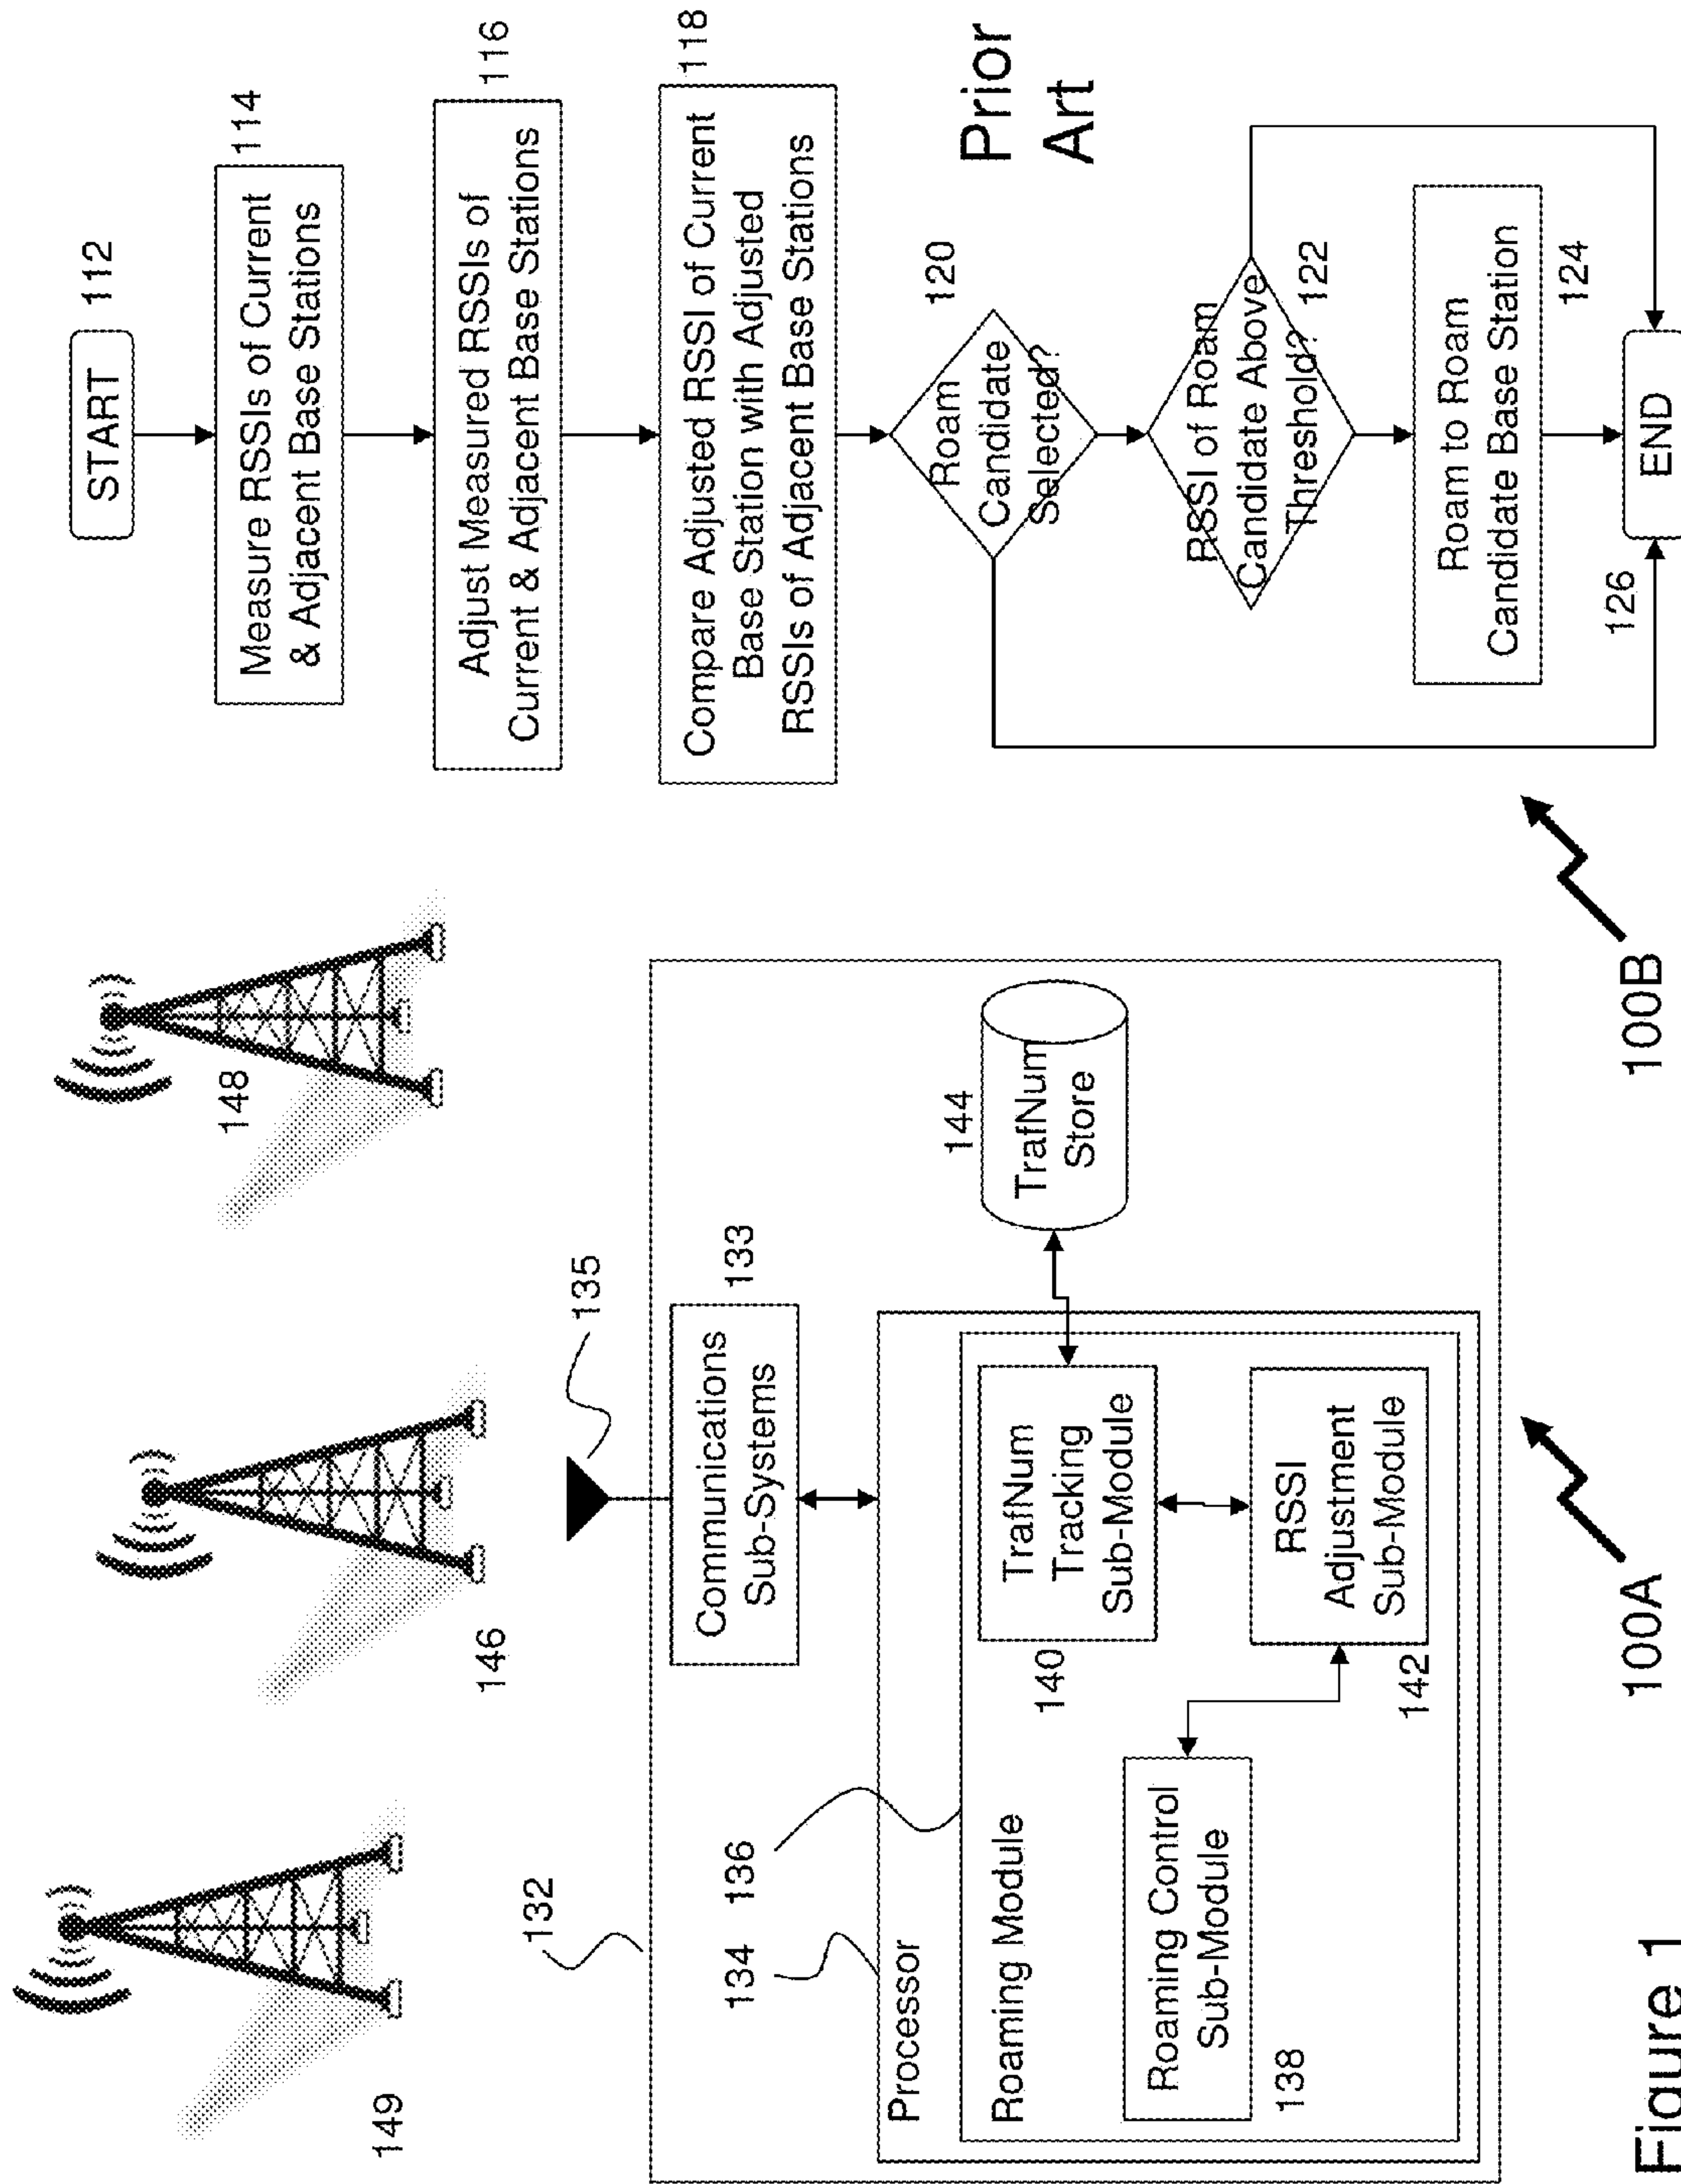 149
146
148
132
135
Communications
Sub-Systems
133
134
136
Processor
Roaming Module
TrafNum
Tracking
Sub-Module
140
TrafNum
Store
144
Roaming Control
Sub-Module
138
RSSI
Adjustment
Sub-Module
142
100A
Figure 1
START
112
Measure RSSIs of Current
& Adjacent Base Stations
114
Adjust Measured RSSIs of
Current & Adjacent Base Stations
116
Compare Adjusted RSSI of Current
Base Station with Adjusted
RSSIs of Adjacent Base Stations
118
Roam
Candidate
Selected?
120
Prior
Art
RSSI of Roam
Candidate Above
Threshold?
122
Roam to Roam
Candidate Base Station
124
126
END
100B